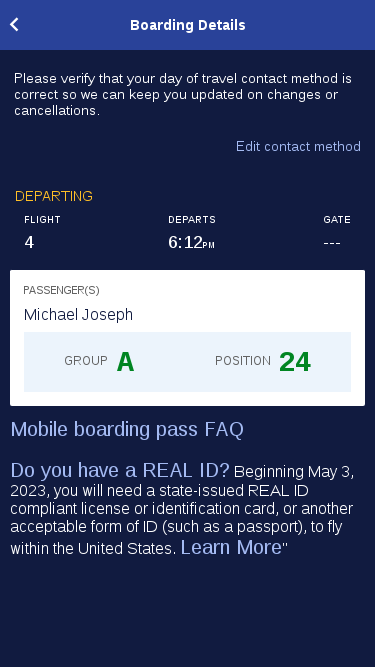 Boarding Details
Please verify that your day of travel contact method is
correct so we can keep you updated on changes or
cancellations.
Edit contact method
DEPARTING
FLIGHT DEPARTS GATE
4 6:12PM ---
PASSENGER(S)
Michael Joseph
GROUP A POSITION 24
Mobile boarding pass FAQ
Do you have a REAL ID? Beginning May 3,
2023, you will need a state-issued REAL ID
compliant license or identification card, or another
acceptable form of ID (such as a passport), to fly
within the United States. Learn More"